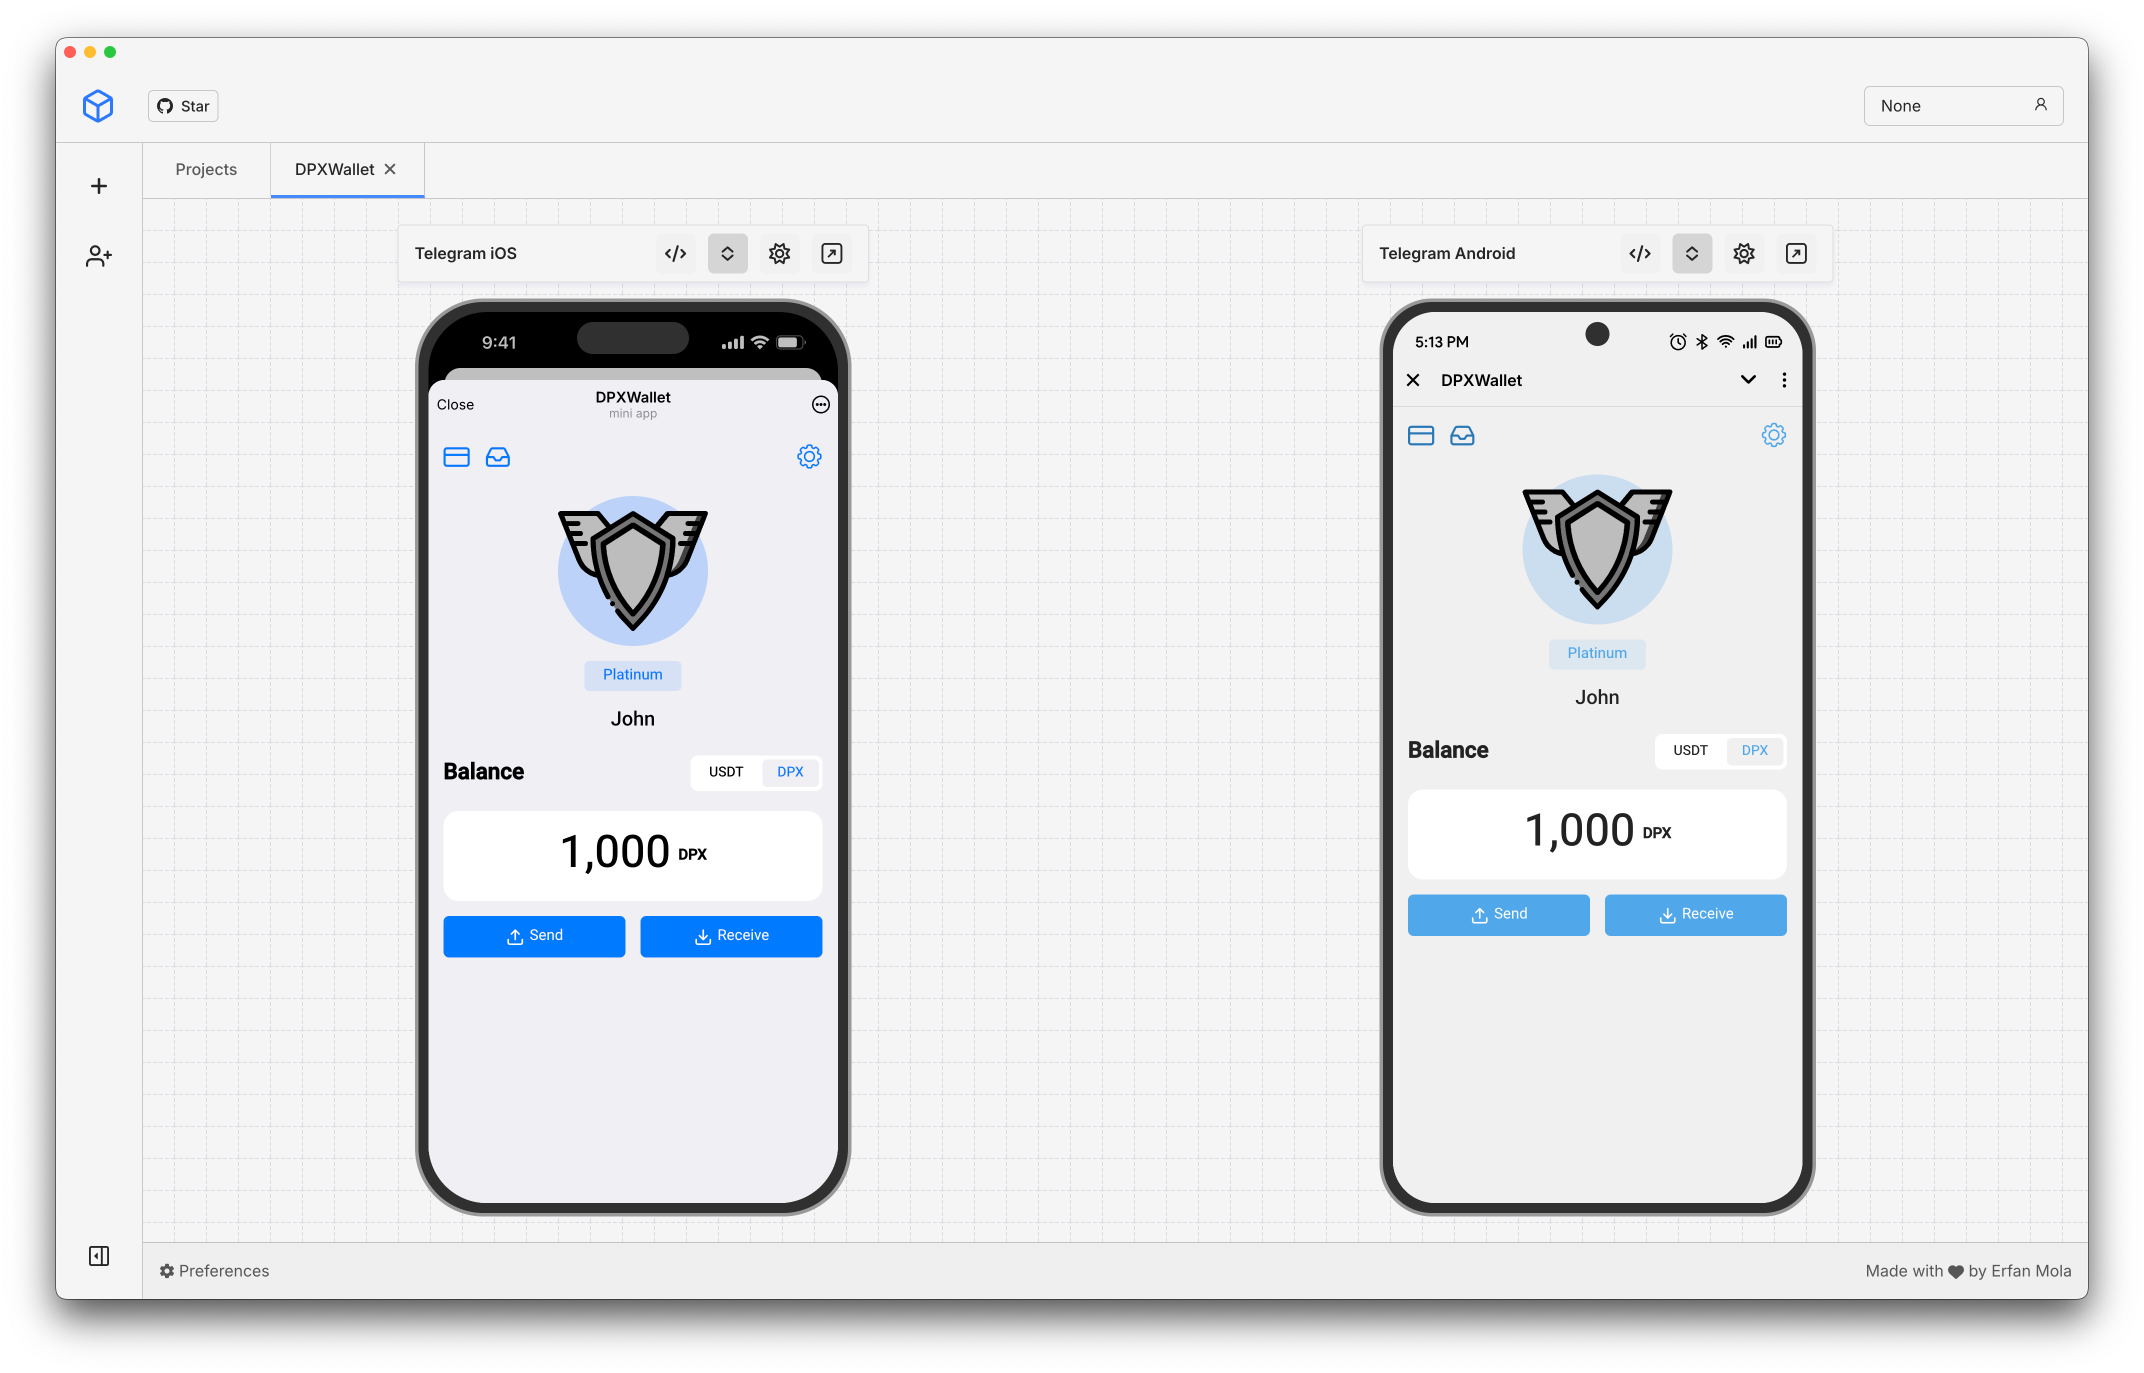 Star
None
Projects
DPXWallet
Telegram iOS
9:41
Close
DPXWallet
mini app
Platinum
John
Balance
USDT
DPX
1,000 DPX
Send
Receive
Telegram Android
5:13 PM
DPXWallet
Platinum
John
Balance
USDT
DPX
1,000 DPX
Send
Receive
Preferences
Made with by Erfan Mola